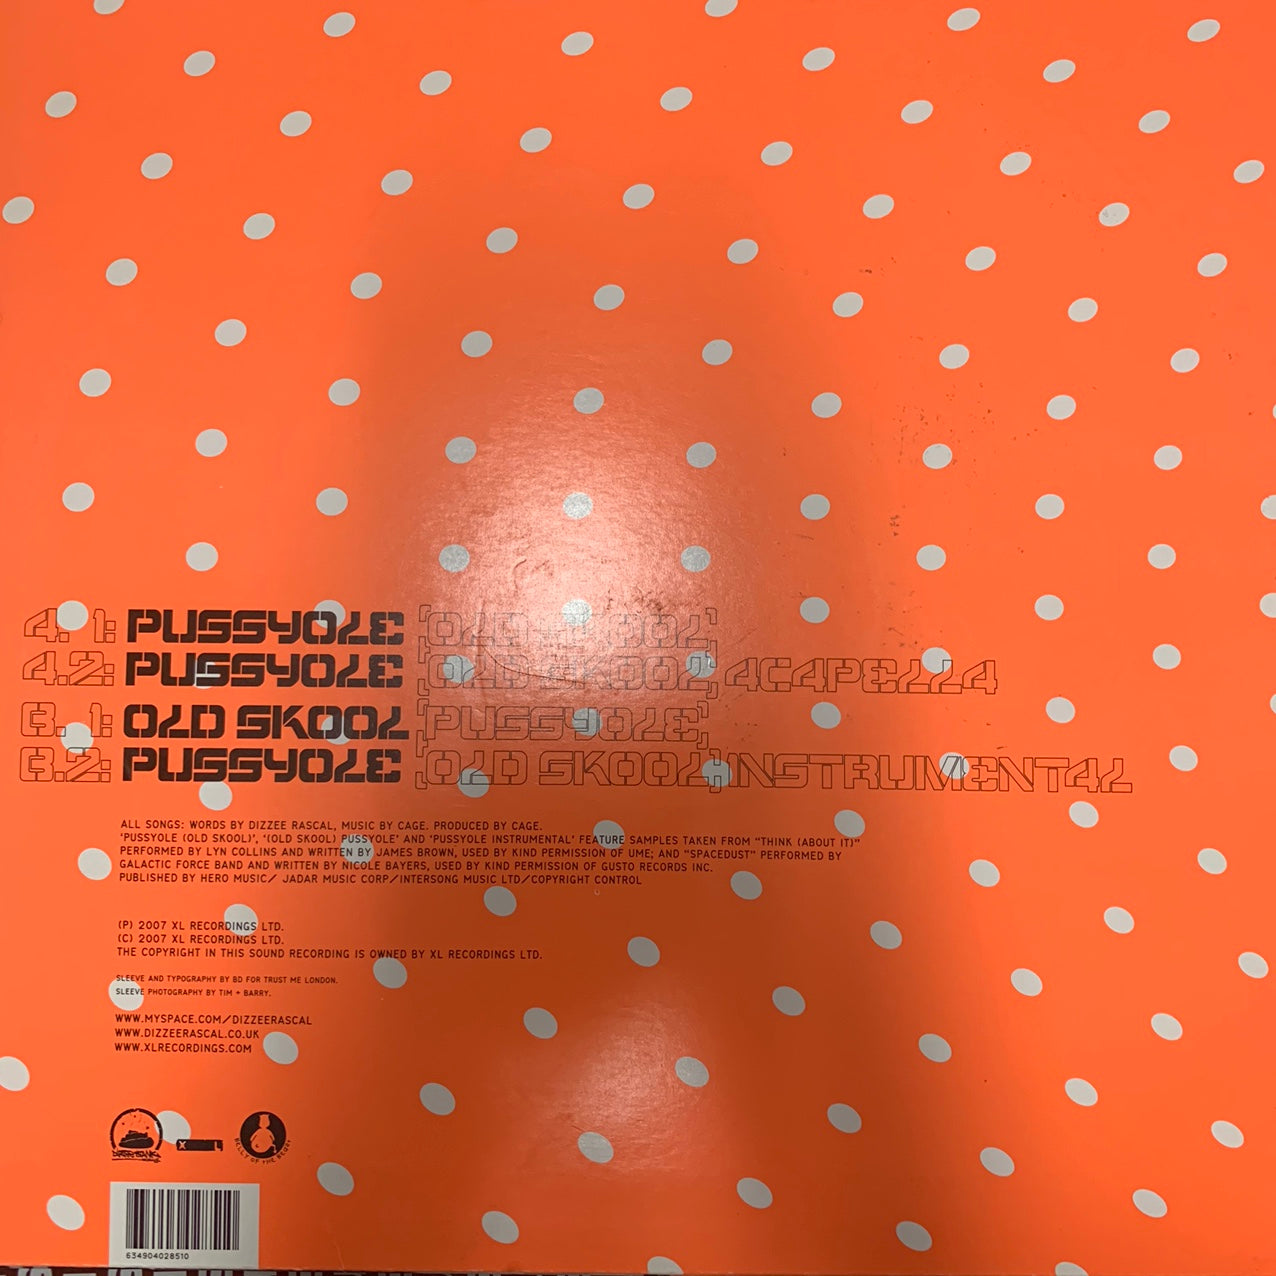 A.1: PUSSYOLE [OLD SKOOL]
A.2: PUSSYOLE [OLD SKOOL] ACAPELLA
B.1: OLD SKOOL [PUSSYOLE]
B.2: PUSSYOLE [OLD SKOOL] INSTRUMENTAL
ALL SONGS: WORDS BY DIZZEE RASCAL, MUSIC BY CAGE. PRODUCED BY CAGE.
'PUSSYOLE (OLD SKOOL)', '(OLD SKOOL) PUSSYOLE' AND 'PUSSYOLE INSTRUMENTAL' FEATURE SAMPLES TAKEN FROM "THINK (ABOUT IT)"
PERFORMED BY LYN COLLINS AND WRITTEN BY JAMES BROWN, USED BY KIND PERMISSION OF UME; AND "SPACEDUST" PERFORMED BY
GALACTIC FORCE BAND AND WRITTEN BY NICOLE BAYERS, USED BY KIND PERMISSION OF GUSTO RECORDS INC.
PUBLISHED BY HERO MUSIC/ JADAR MUSIC CORP/INTERSONG MUSIC LTD/COPYRIGHT CONTROL
(P) 2007 XL RECORDINGS LTD.
(C) 2007 XL RECORDINGS LTD.
THE COPYRIGHT IN THIS SOUND RECORDING IS OWNED BY XL RECORDINGS LTD.
SLEEVE AND TYPOGRAPHY BY BD FOR TRUST ME LONDON.
SLEEVE PHOTOGRAPHY BY TIM + BARRY.
WWW.MYSPACE.COM/DIZZEERASCAL
WWW.DIZZEERASCAL.CO.UK
WWW.XLRECORDINGS.COM
X L
BELLY OF THE BEAST
634904028510